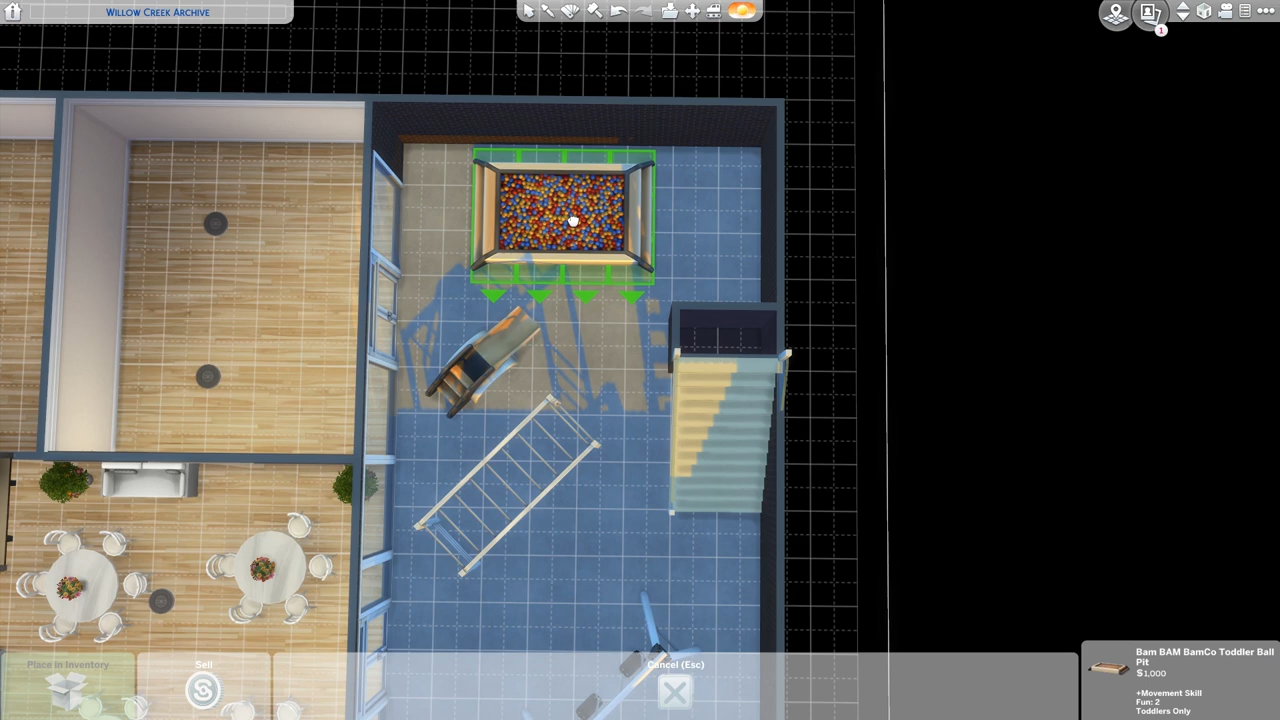 WILLOW CREEK ARCHIVE
1
Place in Inventory
Sell
Cancel (Esc)
Bam BAM BamCo Toddler Ball
Pit
§1,000
+Movement Skill
Fun: 2
Toddlers Only